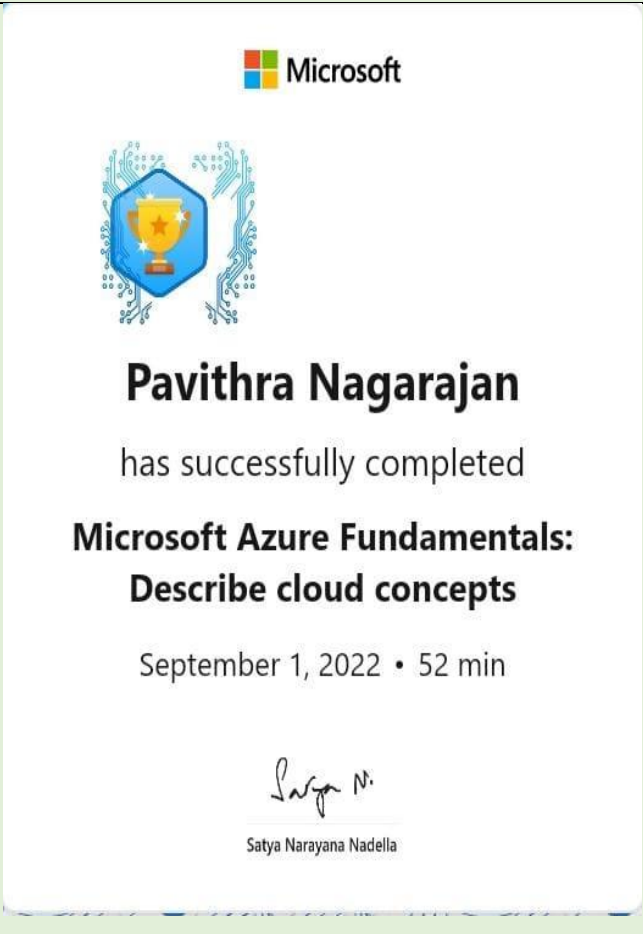 Microsoft
Pavithra Nagarajan
has successfully completed
Microsoft Azure Fundamentals:
Describe cloud concepts
September 1, 2022 • 52 min
Satya N.
Satya Narayana Nadella